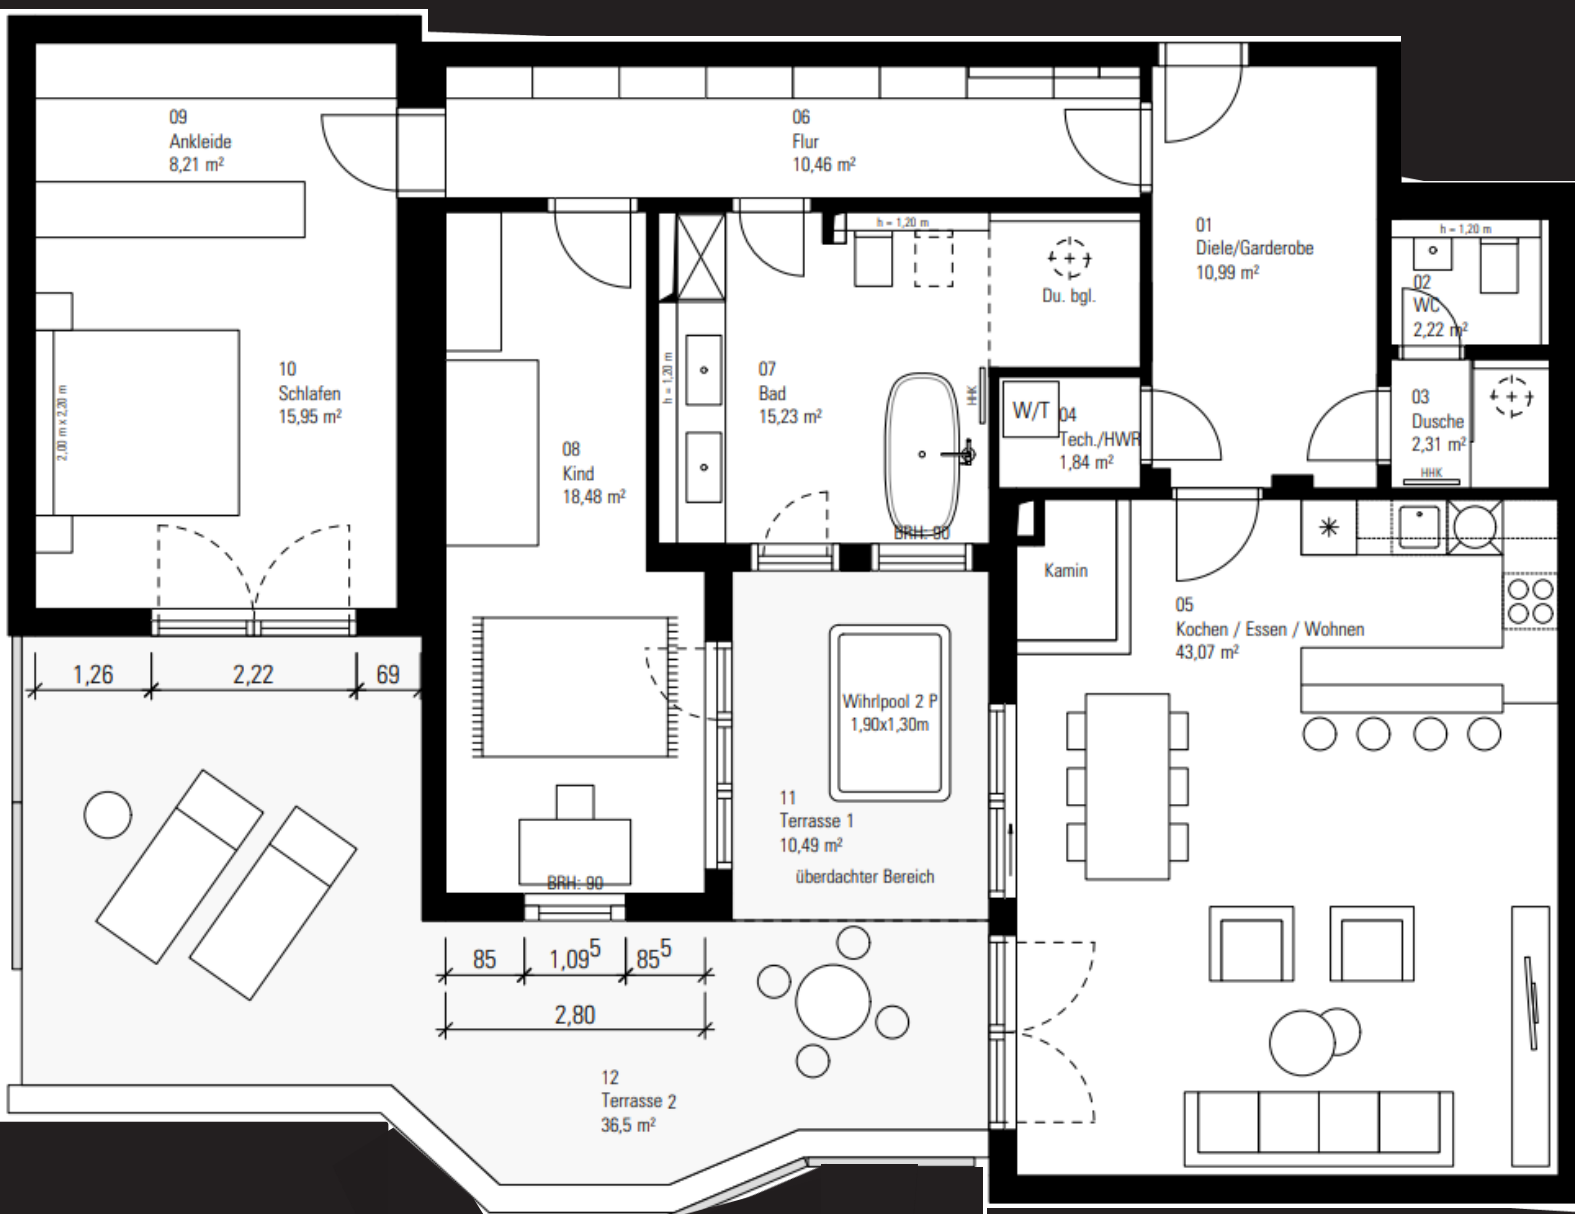 09
Ankleide
8,21 m²
06
Flur
10,46 m²
01
Diele/Garderobe
10,99 m²
h = 1,20 m
h = 1,20 m
02
WC
2,22 m²
Du. bgl.
10
Schlafen
15,95 m²
2,00 m x 2,20 m
h = 1,20 m
07
Bad
15,23 m²
HHK
W/T
04
Tech./HWR
1,84 m²
03
Dusche
2,31 m²
HHK
08
Kind
18,48 m²
BRH: 90
Kamin
05
Kochen / Essen / Wohnen
43,07 m²
1,26
2,22
69
Wihrlpool 2 P
1,90x1,30m
11
Terrasse 1
10,49 m²
überdachter Bereich
BRH: 90
85
1,09⁵
85⁵
2,80
12
Terrasse 2
36,5 m²